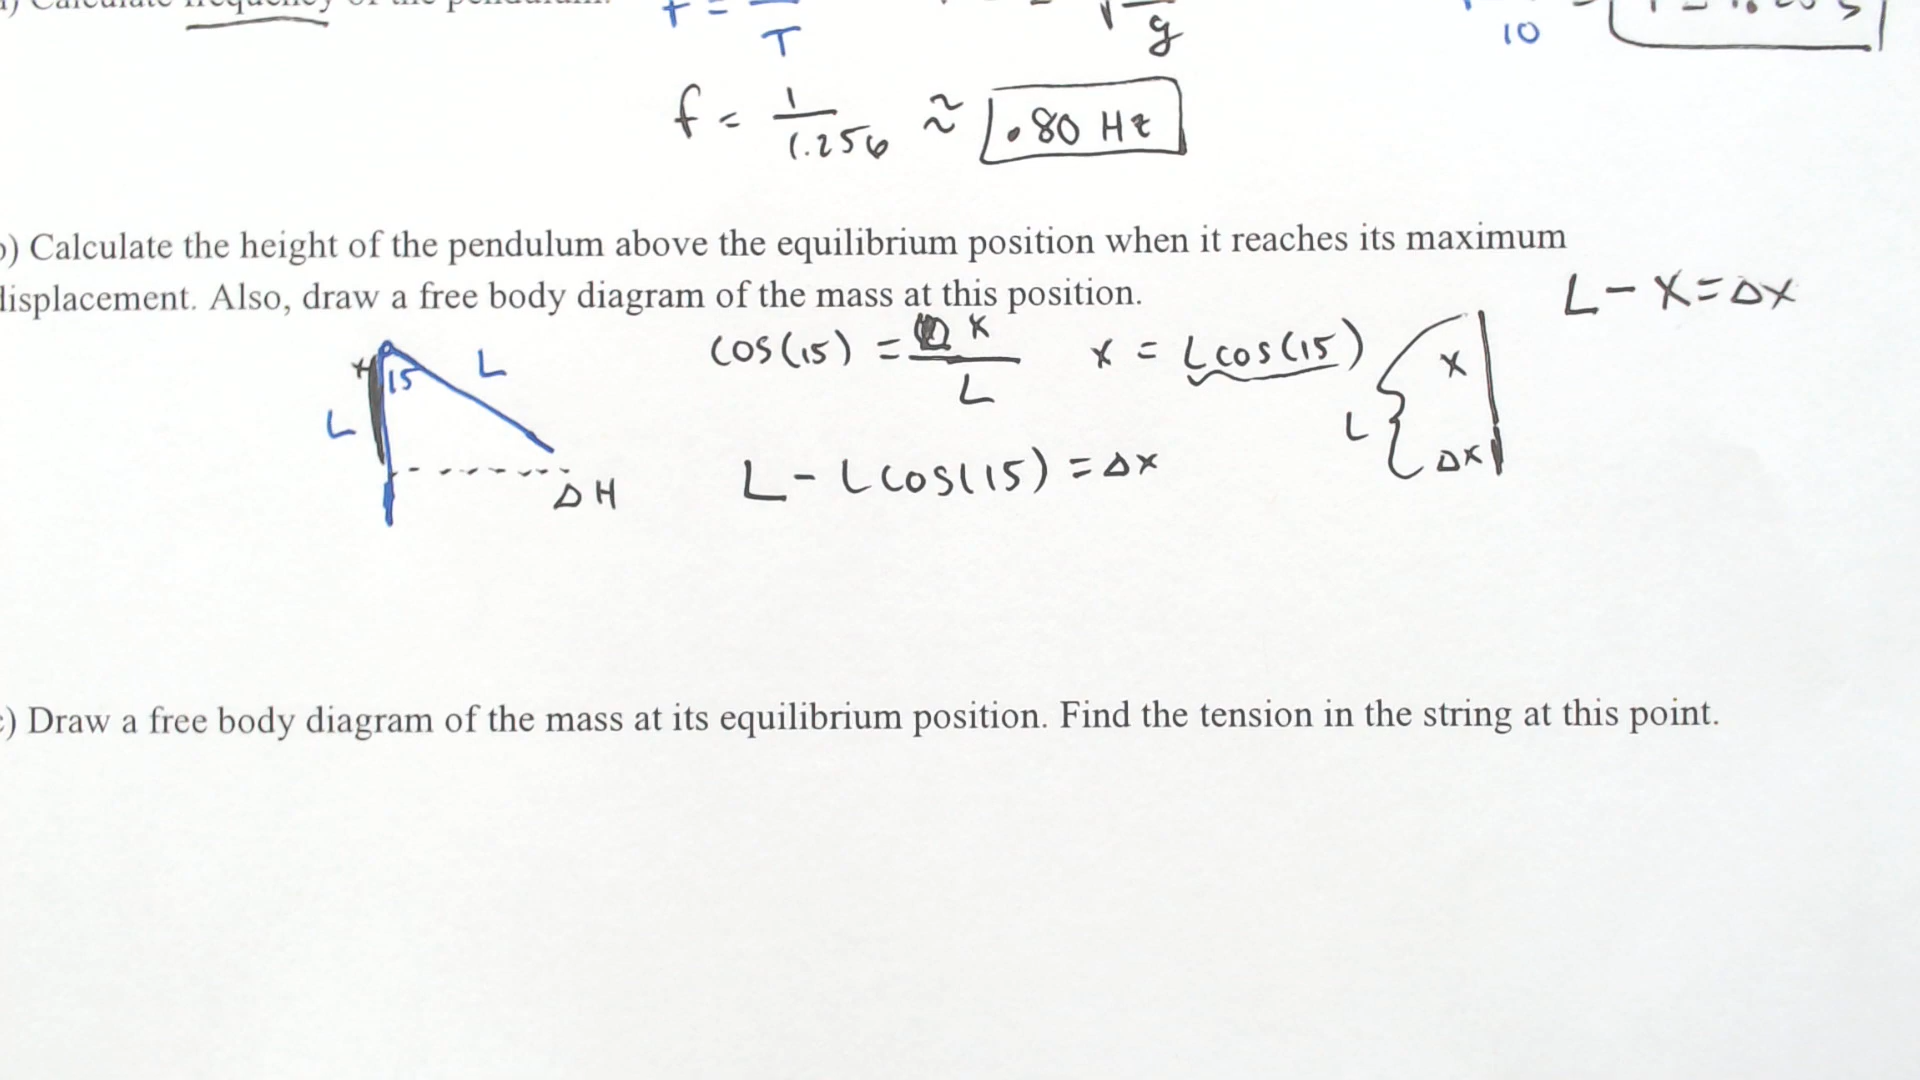 T
g
10
f = 1/1.256 ≈ .80 Hz
) Calculate the height of the pendulum above the equilibrium position when it reaches its maximum
displacement. Also, draw a free body diagram of the mass at this position.
L - X = ΔX
cos(15) = x/L
x = Lcos(15)
x
L
ΔX
15
L
L
ΔH
L - Lcos(15) = Δx
) Draw a free body diagram of the mass at its equilibrium position. Find the tension in the string at this point.